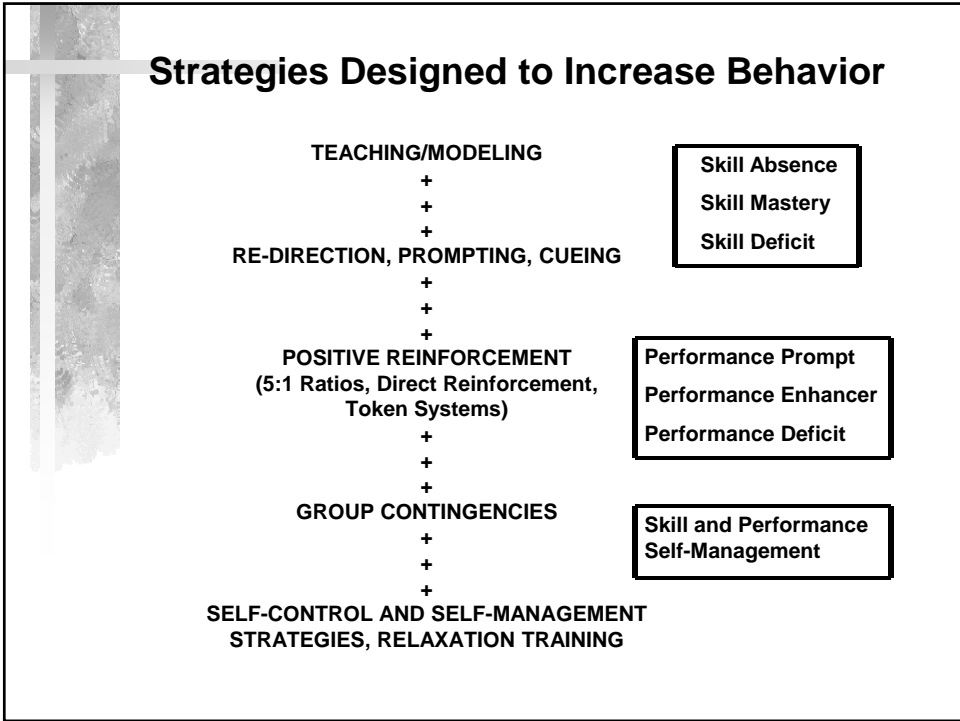 Strategies Designed to Increase Behavior
TEACHING/MODELING
+
+
+
RE-DIRECTION, PROMPTING, CUEING
+
+
+
POSITIVE REINFORCEMENT
(5:1 Ratios, Direct Reinforcement,
Token Systems)
+
+
+
GROUP CONTINGENCIES
+
+
+
SELF-CONTROL AND SELF-MANAGEMENT
STRATEGIES, RELAXATION TRAINING
Skill Absence
Skill Mastery
Skill Deficit
Performance Prompt
Performance Enhancer
Performance Deficit
Skill and Performance
Self-Management